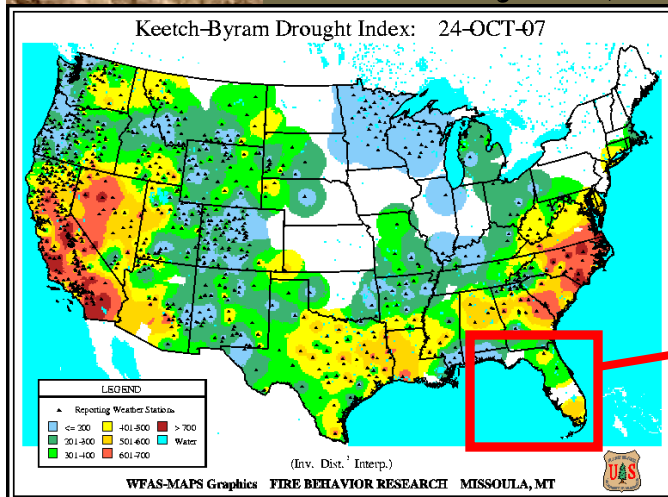 Keetch-Byram Drought Index: 24-OCT-07
LEGEND
Reporting Weather Stations
<= 200
401-500
> 700
201-300
501-600
Water
301-400
601-700
(Inv. Dist.² Interp.)
WFAS-MAPS Graphics FIRE BEHAVIOR RESEARCH MISSOULA, MT
U S